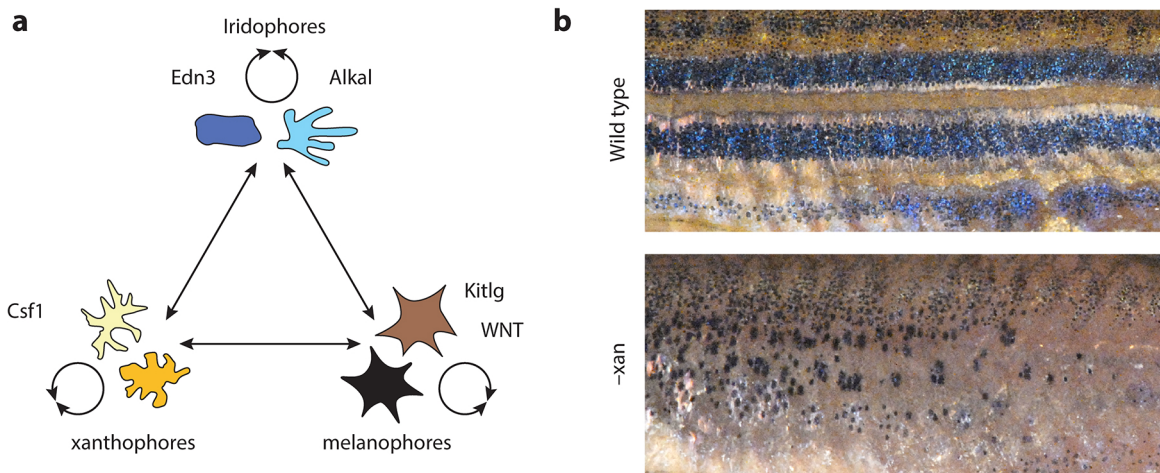 a
Iridophores
Edn3
Alkal
Csf1
Kitlg
WNT
xanthophores
melanophores
b
Wild type
–xan